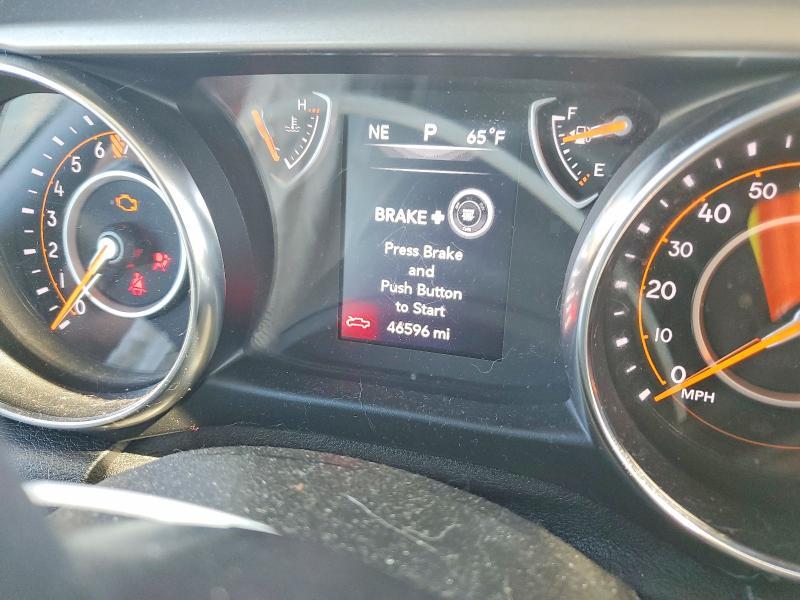 H
F
E
NE P 65°F
BRAKE +
Press Brake
and
Push Button
to Start
46596 mi
6
5
4
3
2
1
0
50
40
30
20
10
0
MPH